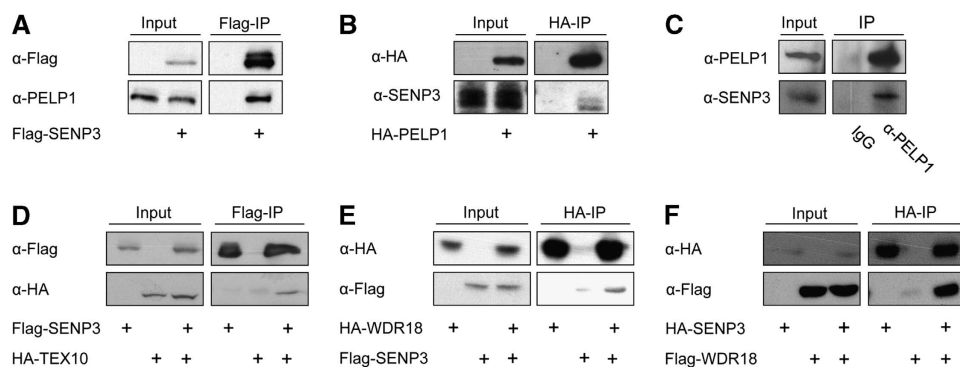 A
Input
Flag-IP
α-Flag
α-PELP1
Flag-SENP3 + +
B
Input
HA-IP
α-HA
α-SENP3
HA-PELP1 + +
C
Input
IP
α-PELP1
α-SENP3
IgG
α-PELP1
D
Input
Flag-IP
α-Flag
α-HA
Flag-SENP3 + + + +
HA-TEX10 + + + +
E
Input
HA-IP
α-HA
α-Flag
HA-WDR18 + + + +
Flag-SENP3 + + + +
F
Input
HA-IP
α-HA
α-Flag
HA-SENP3 + + + +
Flag-WDR18 + + + +